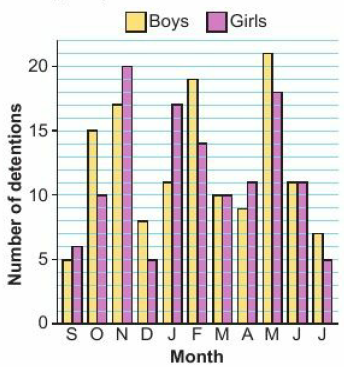 Boys Girls
Number of detentions
20
15
10
5
0
S O N D J F M A M J J
Month